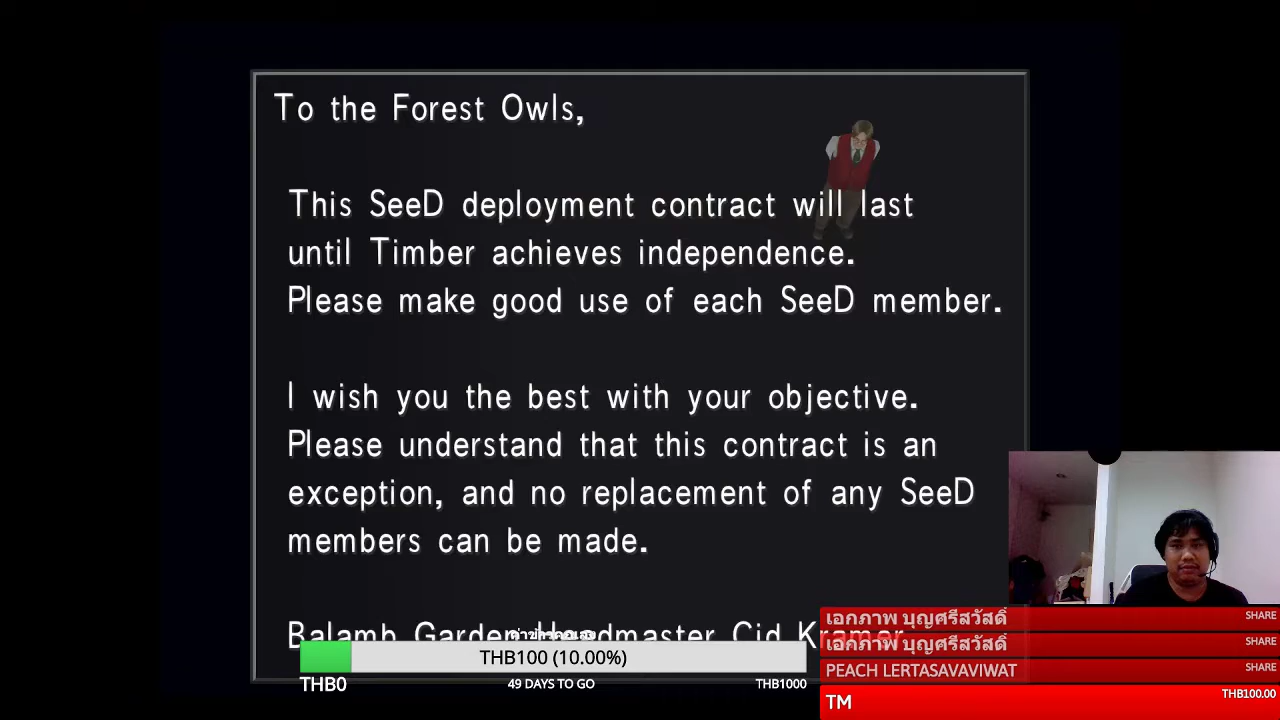 To the Forest Owls,
This SeeD deployment contract will last
until Timber achieves independence.
Please make good use of each SeeD member.
I wish you the best with your objective.
Please understand that this contract is an
exception, and no replacement of any SeeD
members can be made.
Balamb Garden Headmaster Cid Kramer
THB100 (10.00%)
THB0
49 DAYS TO GO
THB1000
เอกภาพ บุญศรีสวัสดิ์ SHARE
เอกภาพ บุญศรีสวัสดิ์ SHARE
PEACH LERTASAVAVIWAT SHARE
TM THB100.00